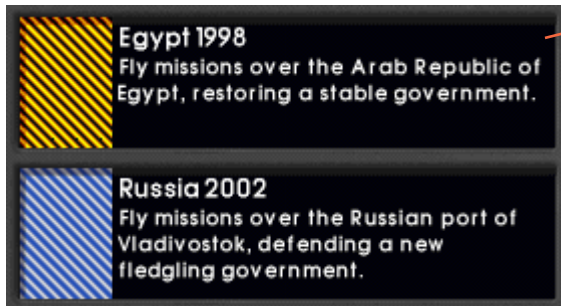 Egypt 1998
Fly missions over the Arab Republic of
Egypt, restoring a stable government.
Russia 2002
Fly missions over the Russian port of
Vladivostok, defending a new
fledgling government.